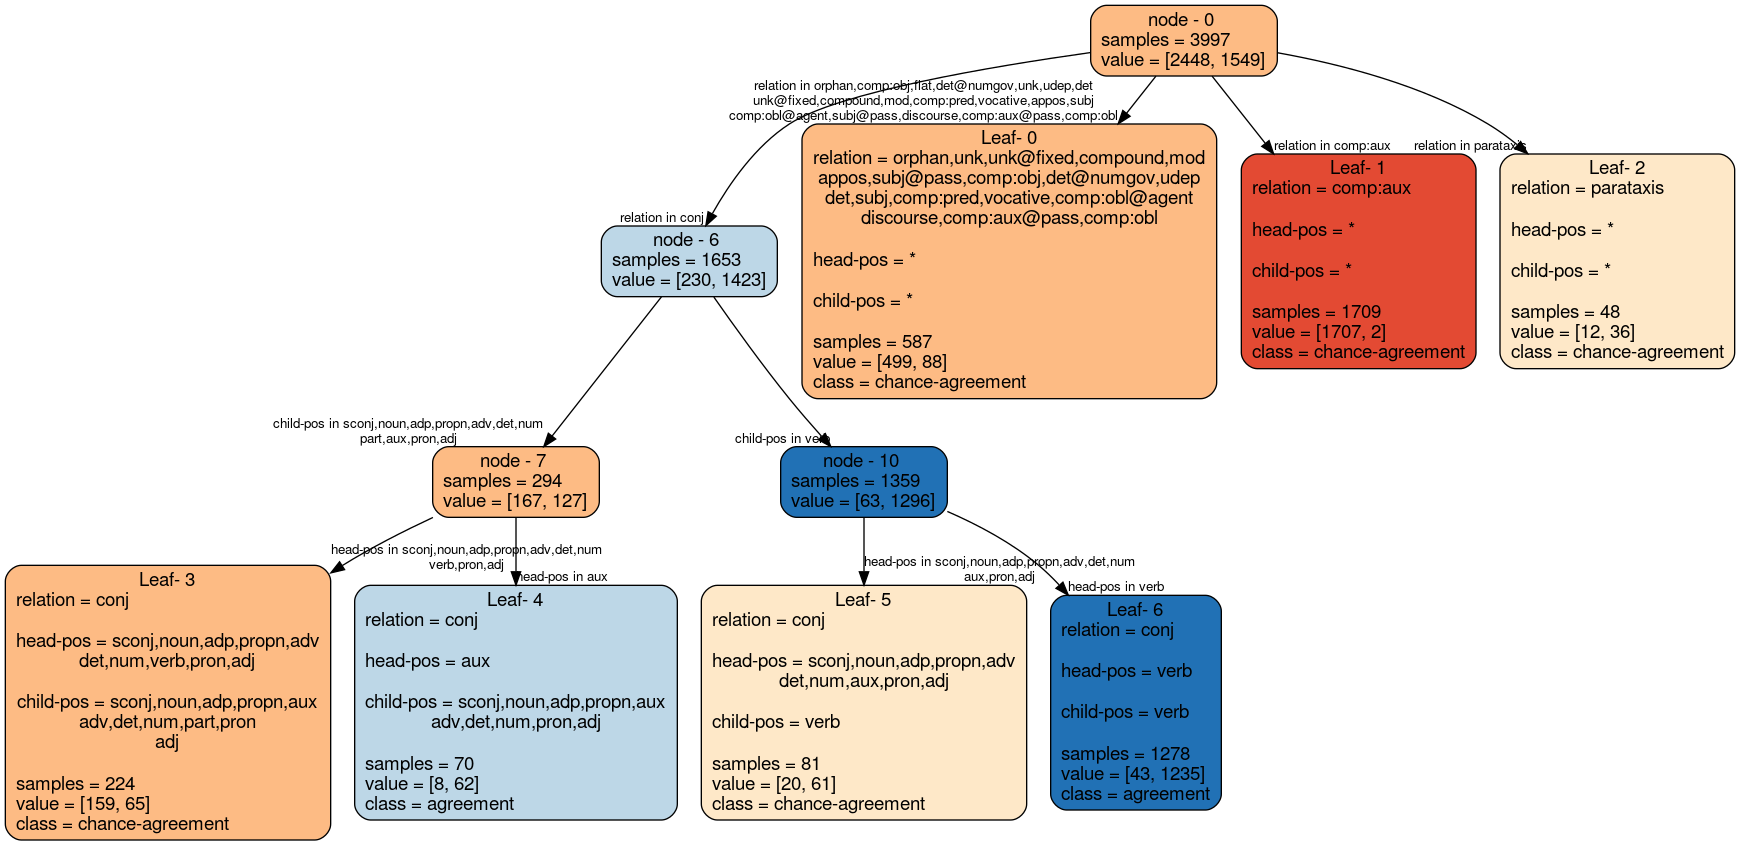 node - 0
samples = 3997
value = [2448, 1549]
relation in orphan,comp:obj,flat,det@numgov,unk,udep,det
unk@fixed,compound,mod,comp:pred,vocative,appos,subj
comp:obl@agent,subj@pass,discourse,comp:aux@pass,comp:obl
relation in comp:aux
relation in parataxis
Leaf- 0
relation = orphan,unk,unk@fixed,compound,mod
appos,subj@pass,comp:obj,det@numgov,udep
det,subj,comp:pred,vocative,comp:obl@agent
discourse,comp:aux@pass,comp:obl
head-pos = *
child-pos = *
samples = 587
value = [499, 88]
class = chance-agreement
Leaf- 1
relation = comp:aux
head-pos = *
child-pos = *
samples = 1709
value = [1707, 2]
class = chance-agreement
Leaf- 2
relation = parataxis
head-pos = *
child-pos = *
samples = 48
value = [12, 36]
class = chance-agreement
relation in conj
node - 6
samples = 1653
value = [230, 1423]
child-pos in sconj,noun,adp,propn,adv,det,num
part,aux,pron,adj
child-pos in verb
node - 7
samples = 294
value = [167, 127]
node - 10
samples = 1359
value = [63, 1296]
head-pos in sconj,noun,adp,propn,adv,det,num
verb,pron,adj
head-pos in aux
head-pos in sconj,noun,adp,propn,adv,det,num
aux,pron,adj
head-pos in verb
Leaf- 3
relation = conj
head-pos = sconj,noun,adp,propn,adv
det,num,verb,pron,adj
child-pos = sconj,noun,adp,propn,aux
adv,det,num,part,pron
adj
samples = 224
value = [159, 65]
class = chance-agreement
Leaf- 4
relation = conj
head-pos = aux
child-pos = sconj,noun,adp,propn,aux
adv,det,num,pron,adj
samples = 70
value = [8, 62]
class = agreement
Leaf- 5
relation = conj
head-pos = sconj,noun,adp,propn,adv
det,num,aux,pron,adj
child-pos = verb
samples = 81
value = [20, 61]
class = chance-agreement
Leaf- 6
relation = conj
head-pos = verb
child-pos = verb
samples = 1278
value = [43, 1235]
class = agreement